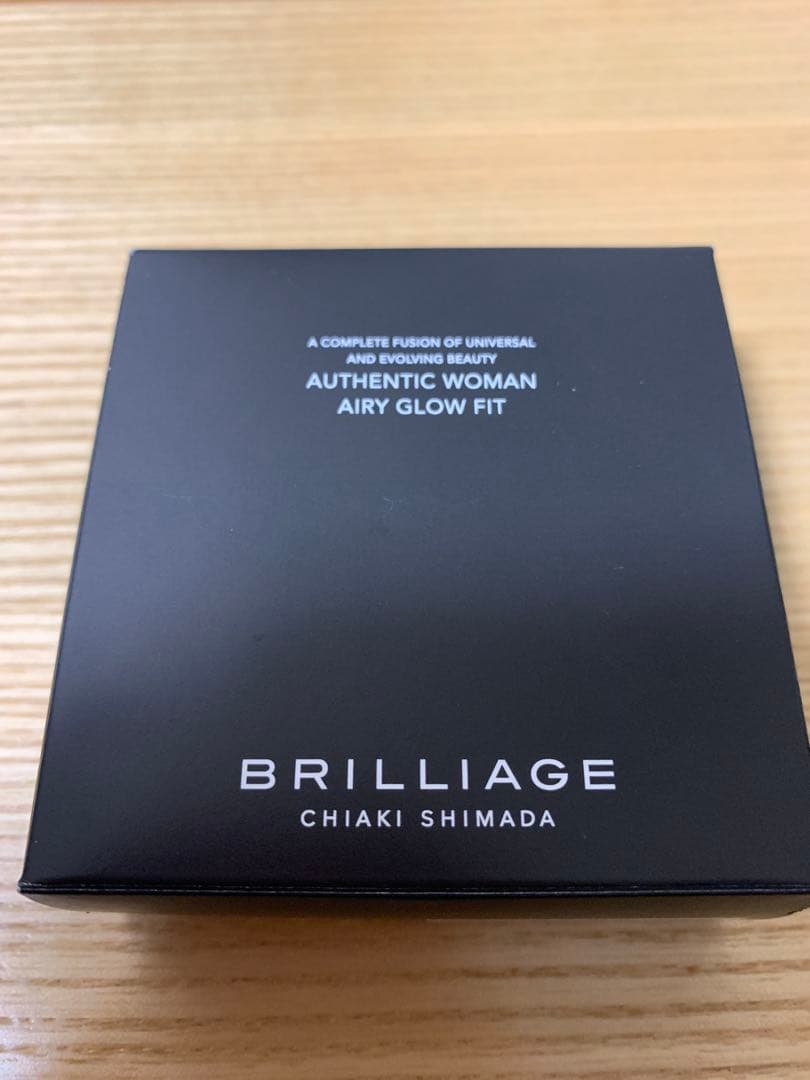 A COMPLETE FUSION OF UNIVERSAL
AND EVOLVING BEAUTY
AUTHENTIC WOMAN
AIRY GLOW FIT
BRILLIAGE
CHIAKI SHIMADA